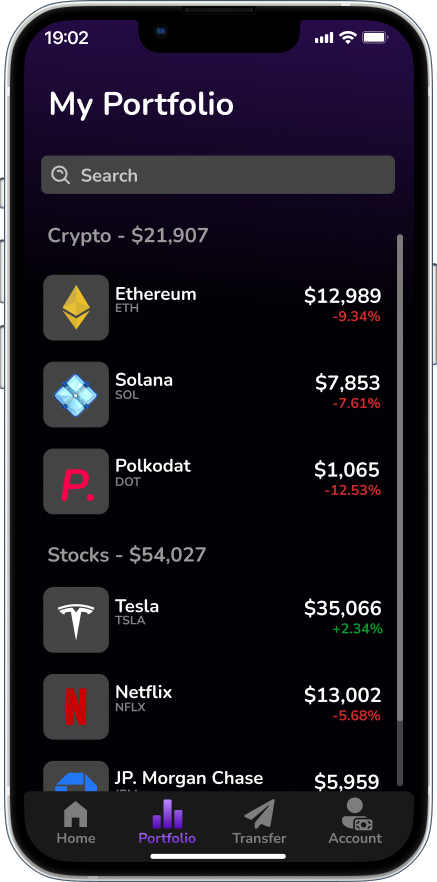 19:02
My Portfolio
Search
Crypto - $21,907
Ethereum
ETH
$12,989
-9.34%
Solana
SOL
$7,853
-7.61%
Polkodat
DOT
$1,065
-12.53%
P.
Stocks - $54,027
Tesla
TSLA
$35,066
+2.34%
N
Netflix
NFLX
$13,002
-5.68%
JP. Morgan Chase
$5,959
Home
Portfolio
Transfer
Account